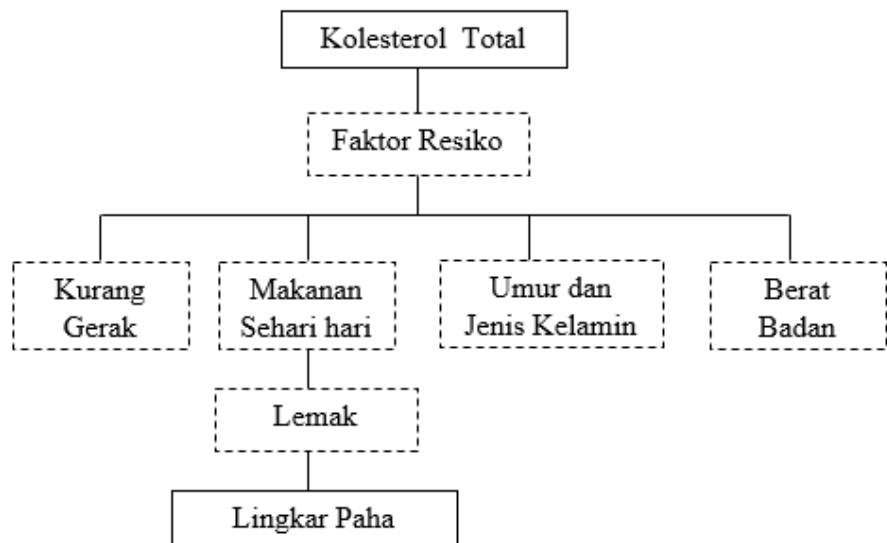 Kolesterol Total
Faktor Resiko
Kurang
Gerak
Makanan
Sehari hari
Umur dan
Jenis Kelamin
Berat
Badan
Lemak
Lingkar Paha